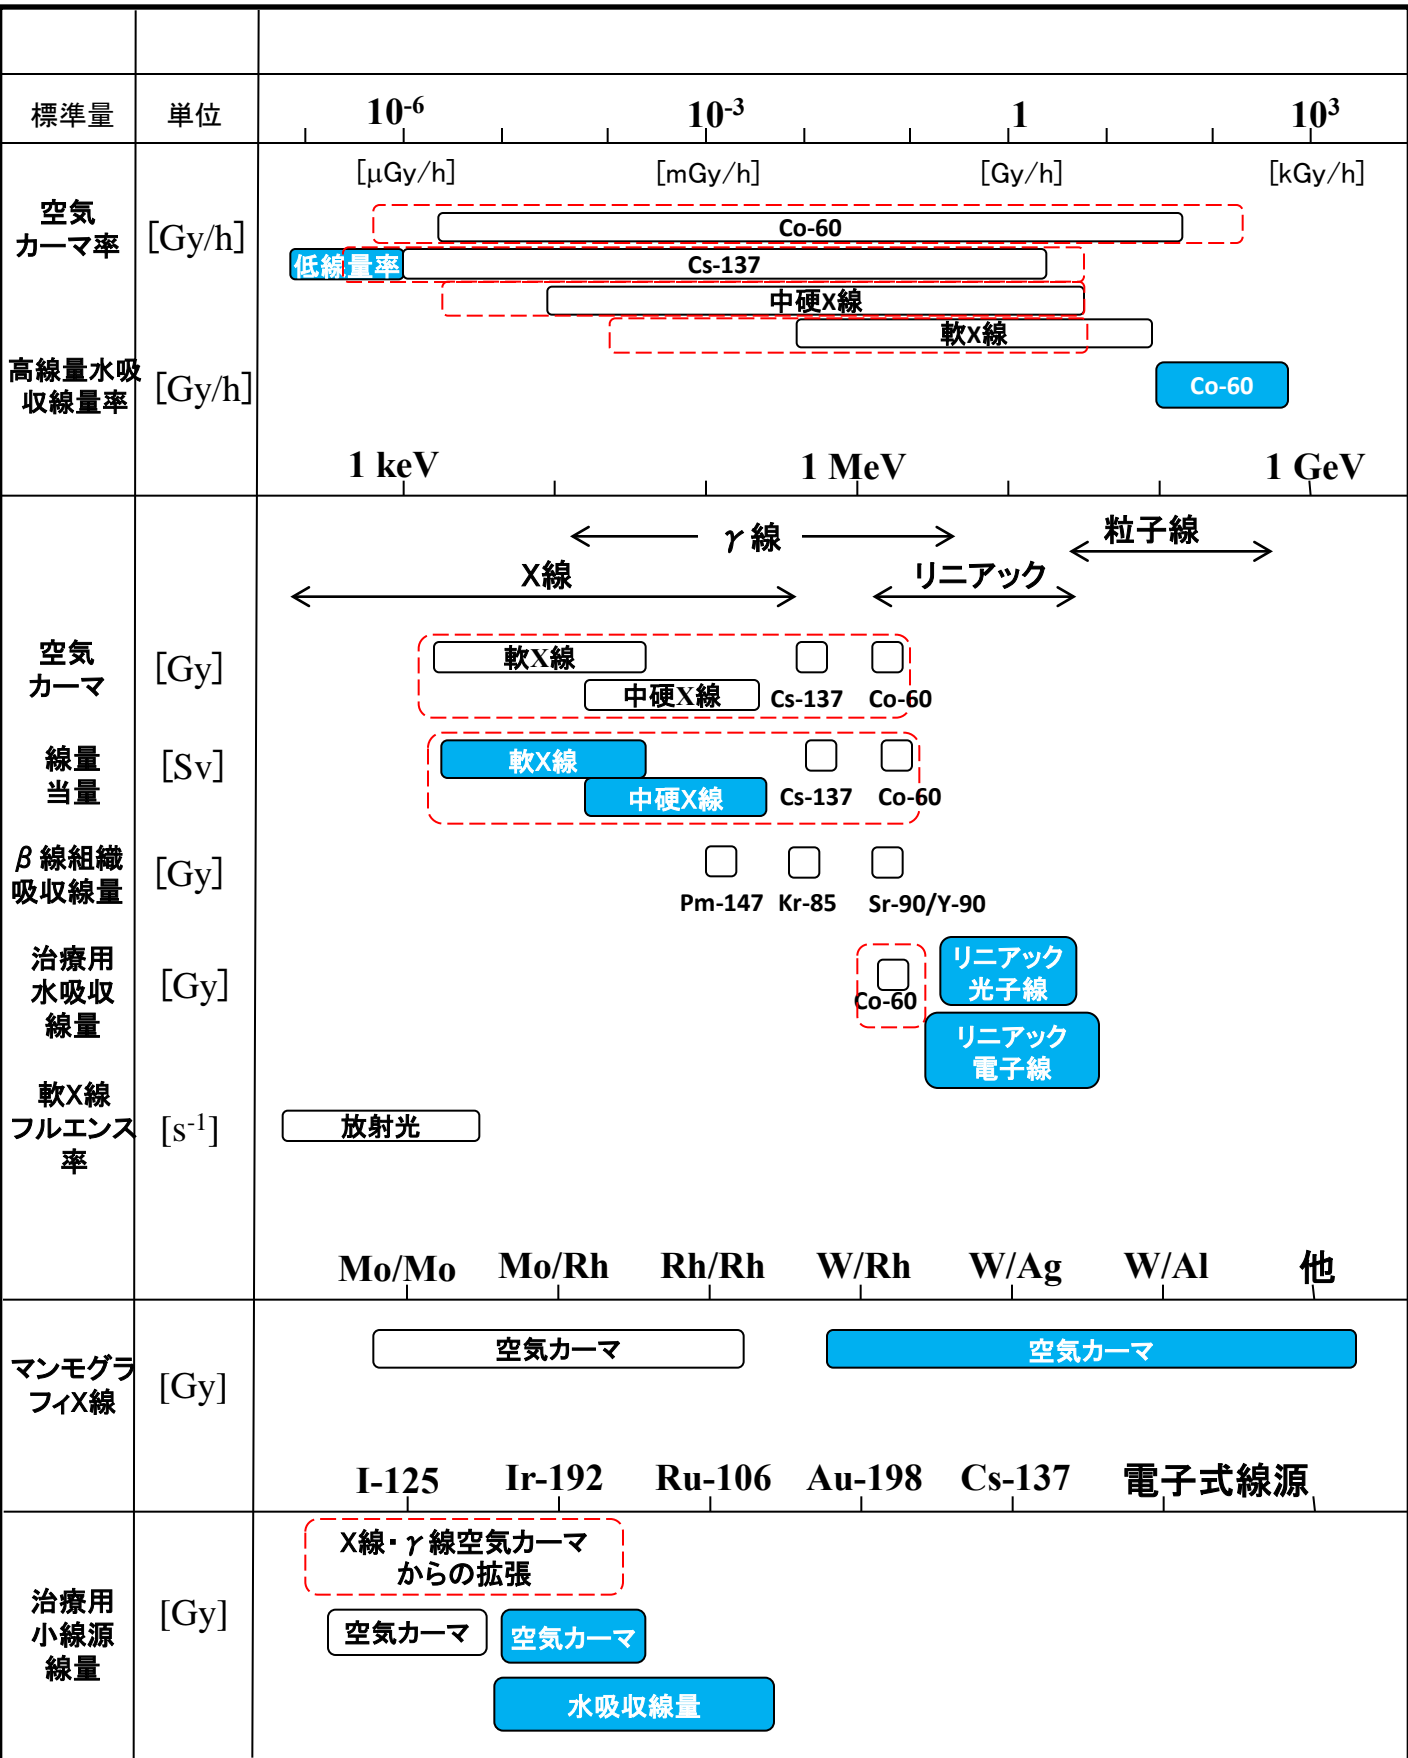 標準量 単位 10-6 10-3 1 103
[μGy/h] [mGy/h] [Gy/h] [kGy/h]
空気
カーマ率
[Gy/h]
Co-60
低線量率
Cs-137
中硬X線
軟X線
高線量水吸
収線量率
[Gy/h]
Co-60
1 keV 1 MeV 1 GeV
γ線
粒子線
X線
リニアック
空気
カーマ
[Gy]
軟X線
中硬X線
Cs-137 Co-60
線量
当量
[Sv]
軟X線
中硬X線
Cs-137 Co-60
β線組織
吸収線量
[Gy]
Pm-147 Kr-85 Sr-90/Y-90
治療用
水吸収
線量
[Gy]
Co-60
リニアック
光子線
リニアック
電子線
軟X線
フルエンス
率
[s-1]
放射光
Mo/Mo Mo/Rh Rh/Rh W/Rh W/Ag W/Al 他
マンモグラ
フィX線
[Gy]
空気カーマ
空気カーマ
I-125 Ir-192 Ru-106 Au-198 Cs-137 電子式線源
治療用
小線源
線量
[Gy]
X線・γ線空気カーマ
からの拡張
空気カーマ
空気カーマ
水吸収線量